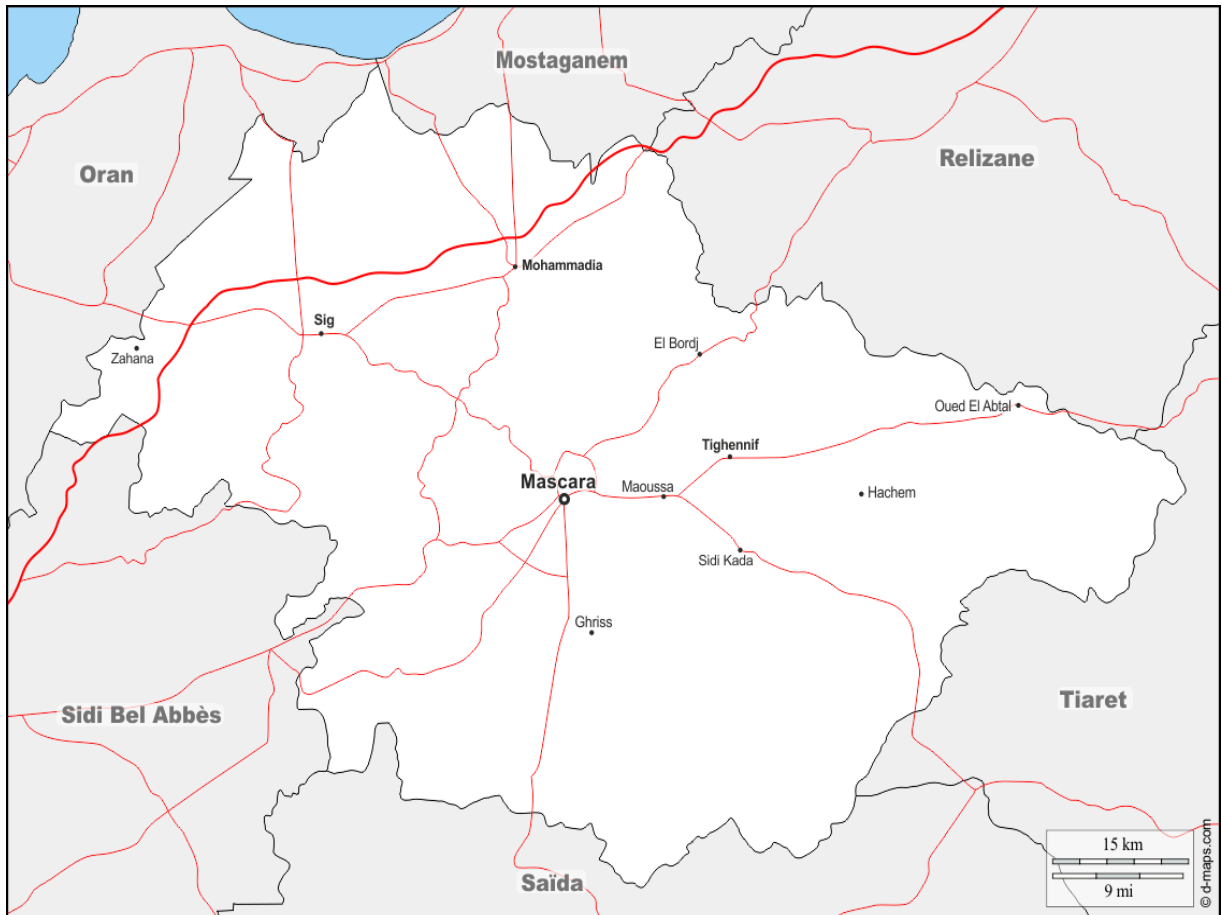 Mostaganem
Relizane
Oran
Mohammadia
Sig
Zahana
El Bordj
Oued El Abtal
Tighennif
Mascara
Maoussa
Hachem
Sidi Kada
Ghriss
Sidi Bel Abbès
Tiaret
Saïda
15 km
9 mi
© d-maps.com